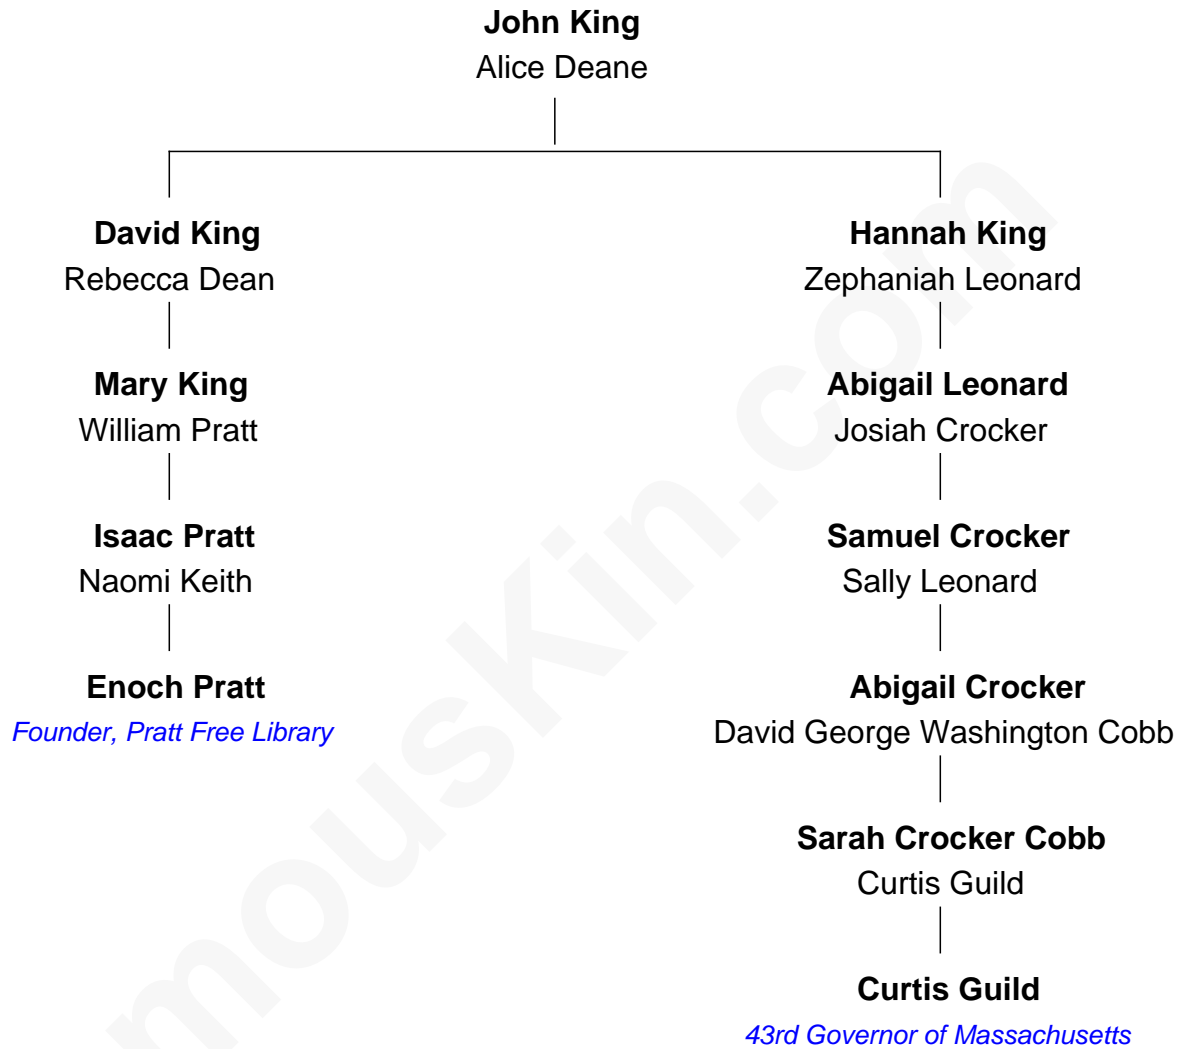 John King
Alice Deane
David King
Rebecca Dean
Mary King
William Pratt
Isaac Pratt
Naomi Keith
Enoch Pratt
Founder, Pratt Free Library
Hannah King
Zephaniah Leonard
Abigail Leonard
Josiah Crocker
Samuel Crocker
Sally Leonard
Abigail Crocker
David George Washington Cobb
Sarah Crocker Cobb
Curtis Guild
Curtis Guild
43rd Governor of Massachusetts
mousKin.com